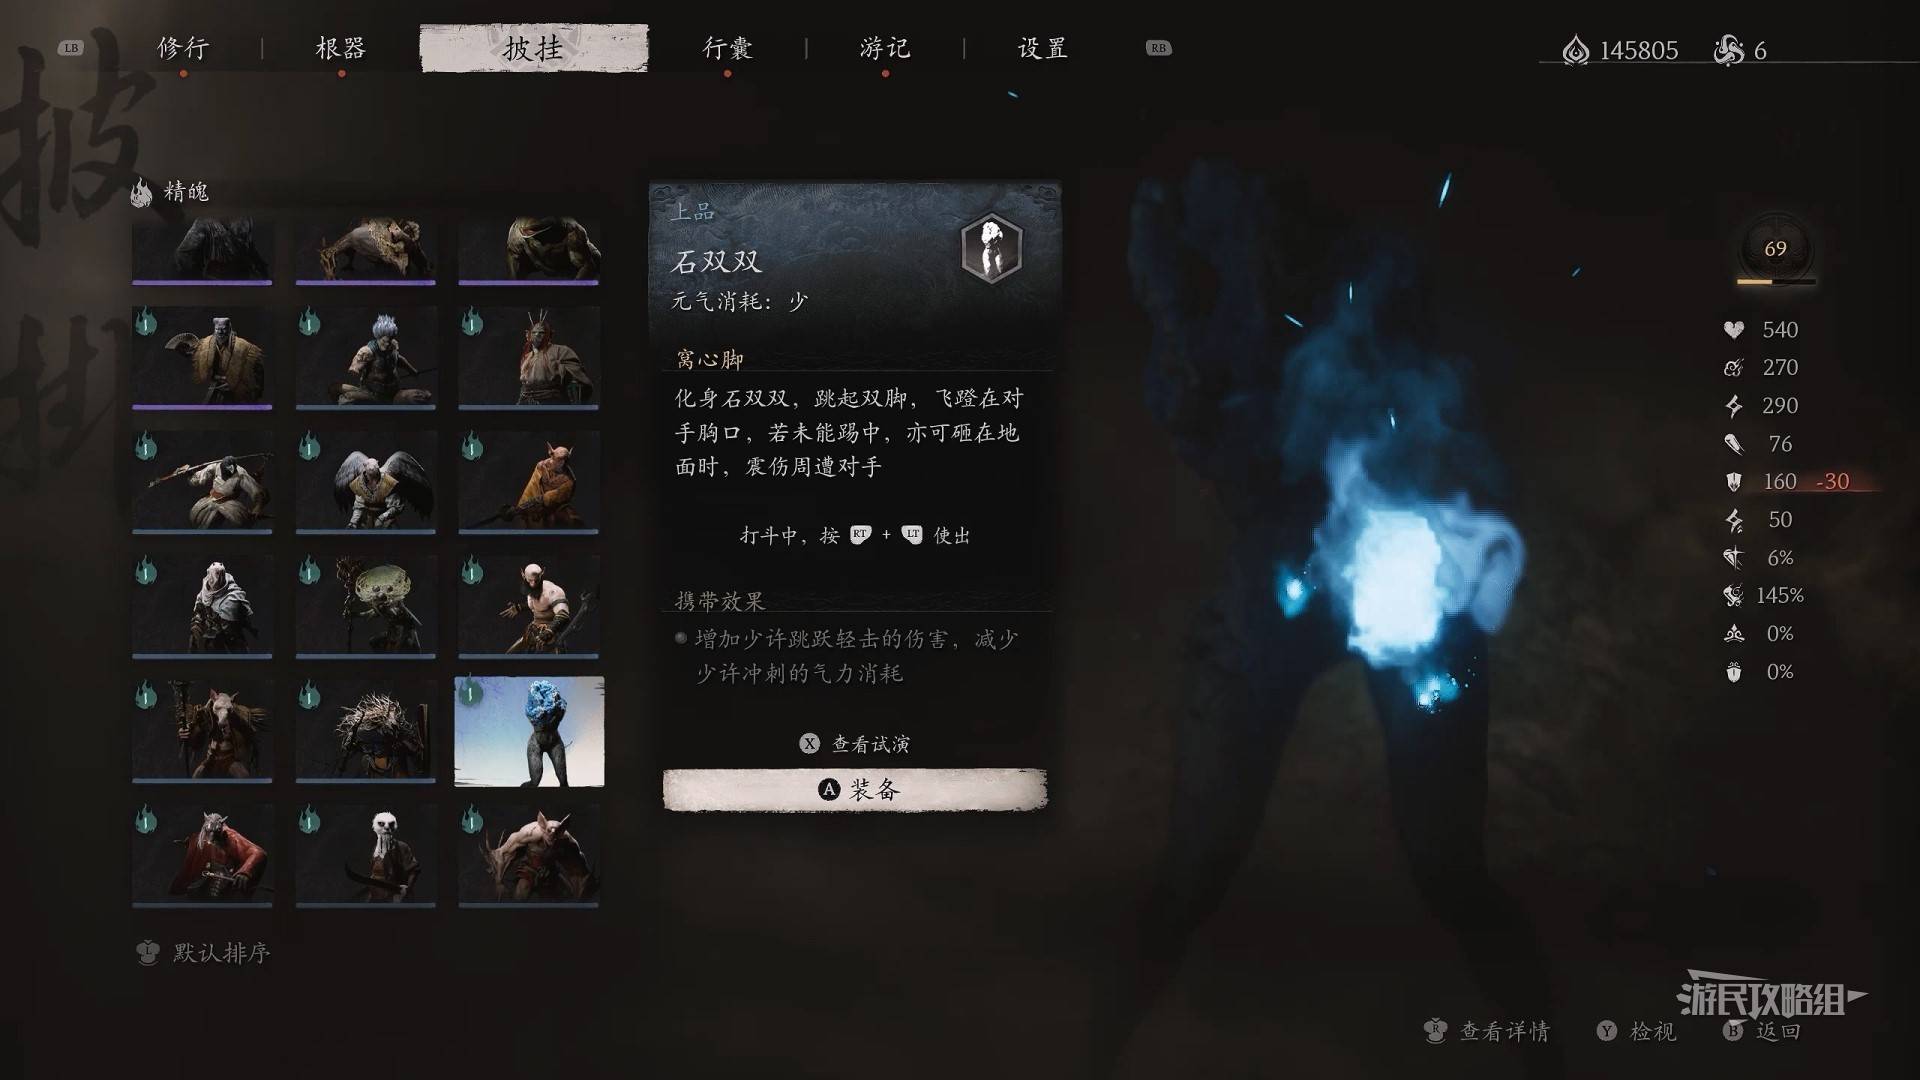 LB 修行 根器 披挂 行囊 游记 设置 RB 145805 6
披挂
精魄
上品
石双双
元气消耗：少
窝心脚
化身石双双，跳起双脚，飞蹬在对
手胸口，若未能踢中，亦可砸在地
面时，震伤周遭对手
打斗中，按 RT + LT 使出
携带效果
增加少许跳跃轻击的伤害，减少
少许冲刺的气力消耗
X 查看试演
A 装备
69
540
270
290
76
160 -30
50
6%
145%
0%
0%
L 默认排序
游民攻略组
R 查看详情 Y 检视 B 返回